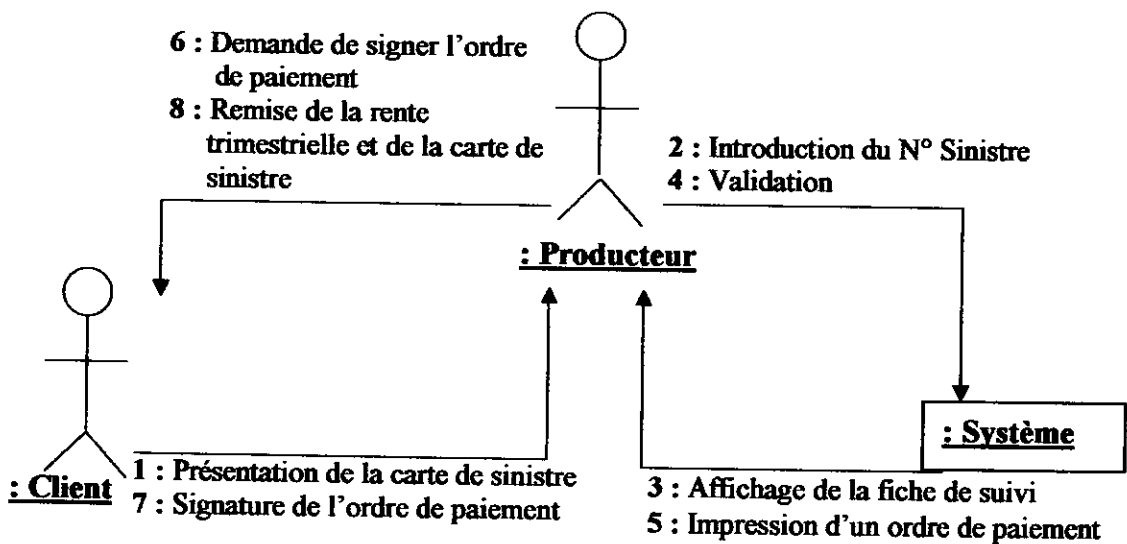 6 : Demande de signer l'ordre
de paiement
8 : Remise de la rente
trimestrielle et de la carte de
sinistre
2 : Introduction du N° Sinistre
4 : Validation
: Producteur
: Système
: Client
1 : Présentation de la carte de sinistre
7 : Signature de l'ordre de paiement
3 : Affichage de la fiche de suivi
5 : Impression d'un ordre de paiement